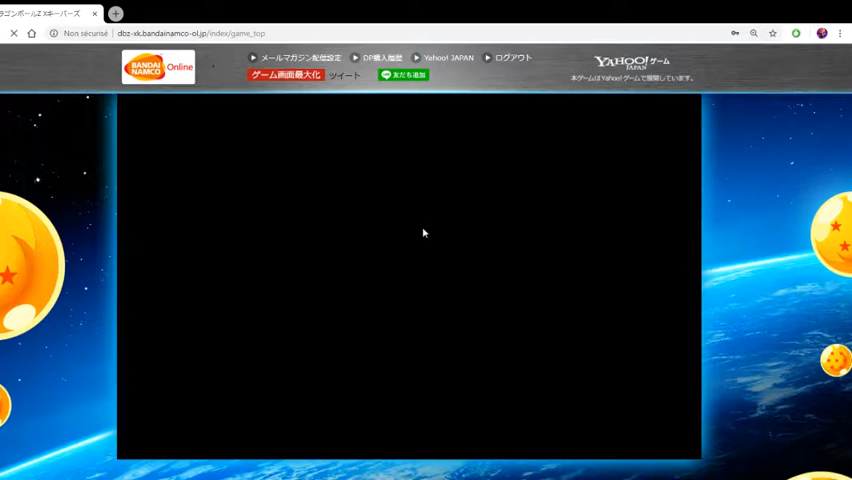 ラゴンボールZ Xキーパーズ
Non sécurisé
dbz-xk.bandainamco-ol.jp/index/game_top
BANDAI NAMCO Online
メールマガジン配信設定
DP購入履歴
Yahoo! JAPAN
ログアウト
ゲーム画面最大化
ツイート
友だち追加
YAHOO! ゲーム
JAPAN
本ゲームはYahoo!ゲームで展開しています。